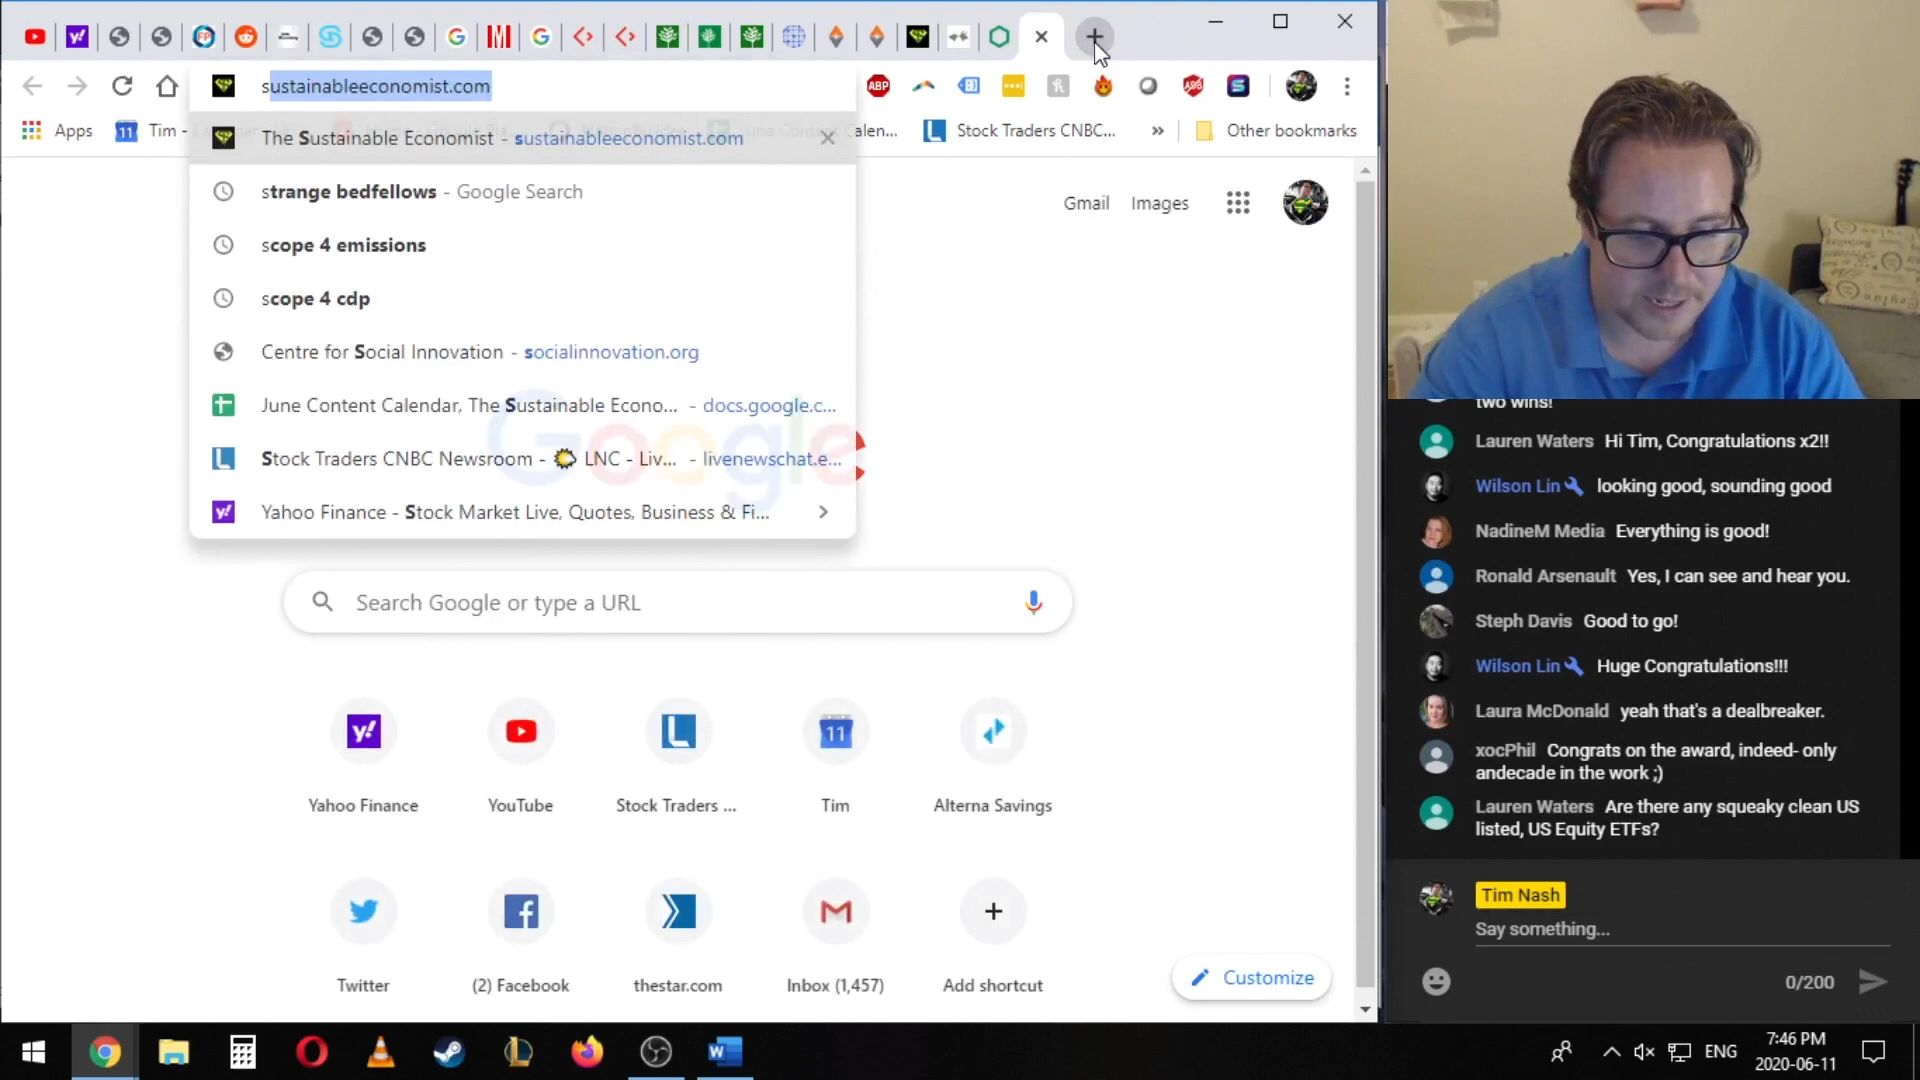 sustainableeconomist.com
Apps
Tim -
Calen...
Stock Traders CNBC...
»
Other bookmarks
The Sustainable Economist - sustainableeconomist.com
strange bedfellows - Google Search
scope 4 emissions
scope 4 cdp
Centre for Social Innovation - socialinnovation.org
June Content Calendar, The Sustainable Econo... - docs.google.c...
Stock Traders CNBC Newsroom - LNC - Liv... - livenewschat.e...
Yahoo Finance - Stock Market Live, Quotes, Business & Fi...
Gmail Images
Google
Search Google or type a URL
Yahoo Finance
YouTube
Stock Traders ...
Tim
Alterna Savings
Twitter
(2) Facebook
thestar.com
Inbox (1,457)
Add shortcut
Customize
two wins!
Lauren Waters Hi Tim, Congratulations x2!!
Wilson Lin looking good, sounding good
NadineM Media Everything is good!
Ronald Arsenault Yes, I can see and hear you.
Steph Davis Good to go!
Wilson Lin Huge Congratulations!!!
Laura McDonald yeah that's a dealbreaker.
xocPhil Congrats on the award, indeed- only
andecade in the work ;)
Lauren Waters Are there any squeaky clean US
listed, US Equity ETFs?
Tim Nash
Say something...
0/200
ENG
7:46 PM
2020-06-11